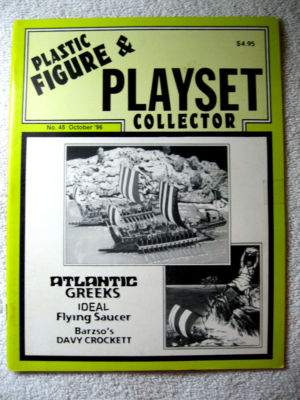 PLASTIC
FIGURE &
PLAYSET
COLLECTOR
$4.95
No. 45 October '96
ATLANTIC
GREEKS
IDEAL
Flying Saucer
Barzso's
DAVY CROCKETT